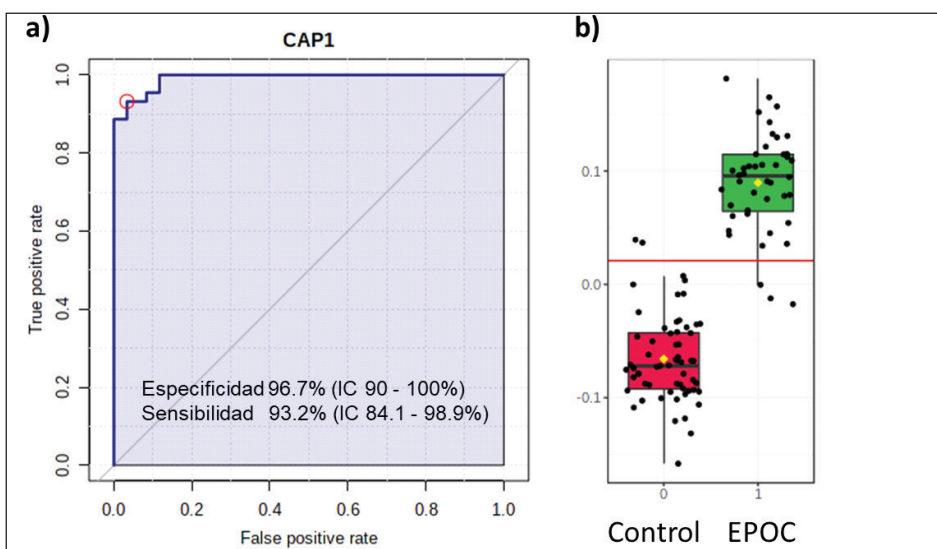 a)
CAP1
True positive rate
1.0
0.8
0.6
0.4
0.2
0.0
Especificidad 96.7% (IC 90 - 100%)
Sensibilidad 93.2% (IC 84.1 - 98.9%)
0.0 0.2 0.4 0.6 0.8 1.0
False positive rate
b)
0.1
0.0
-0.1
0 1
Control EPOC